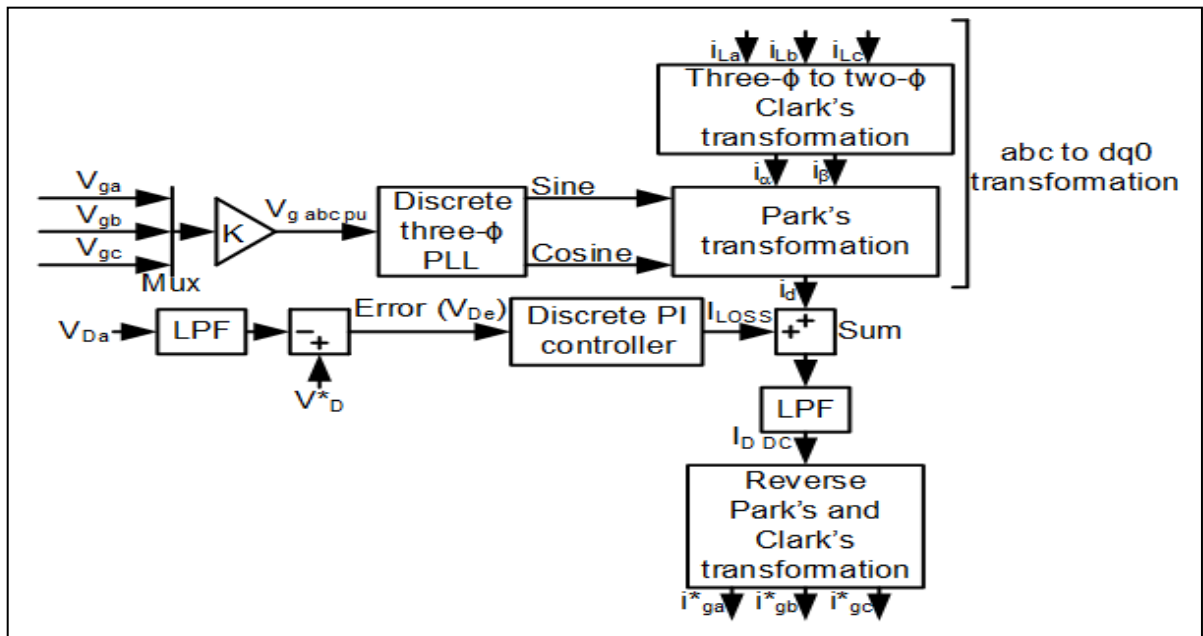 iLa iLb iLc
Three-ϕ to two-ϕ
Clark's
transformation
abc to dq0
transformation
iα iβ
Vga
Vgb
Vgc
Mux
K
Vg abc pu
Discrete
three-ϕ
PLL
Sine
Cosine
Park's
transformation
id
VDa
LPF
−
+
V*D
Error (VDe)
Discrete PI
controller
ILOSS
+
+
Sum
LPF
ID DC
Reverse
Park's and
Clark's
transformation
i*ga i*gb i*gc